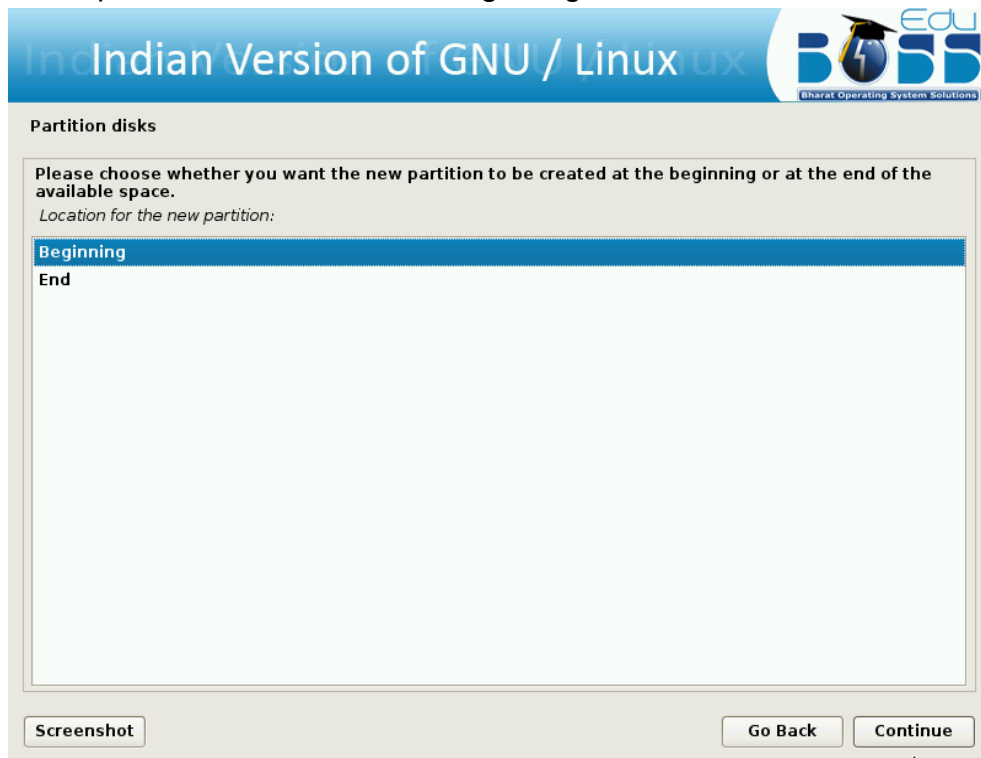 Indian Version of GNU / Linux
Edu
BOSS
Bharat Operating System Solutions
Partition disks
Please choose whether you want the new partition to be created at the beginning or at the end of the
available space.
Location for the new partition:
Beginning
End
Screenshot
Go Back
Continue